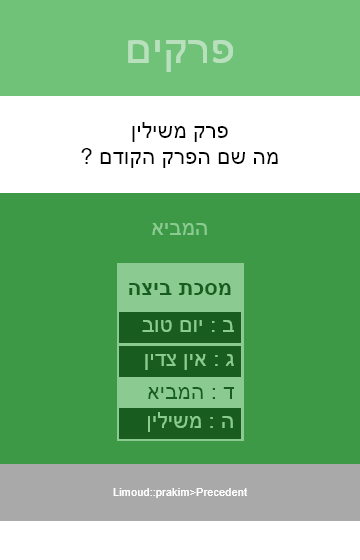 פרקים
פרק משילין
מה שם הפרק הקודם ?
המביא
מסכת ביצה
ב : יום טוב
ג : אין צדין
ד : המביא
ה : משילין
Limoud::prakim>Precedent